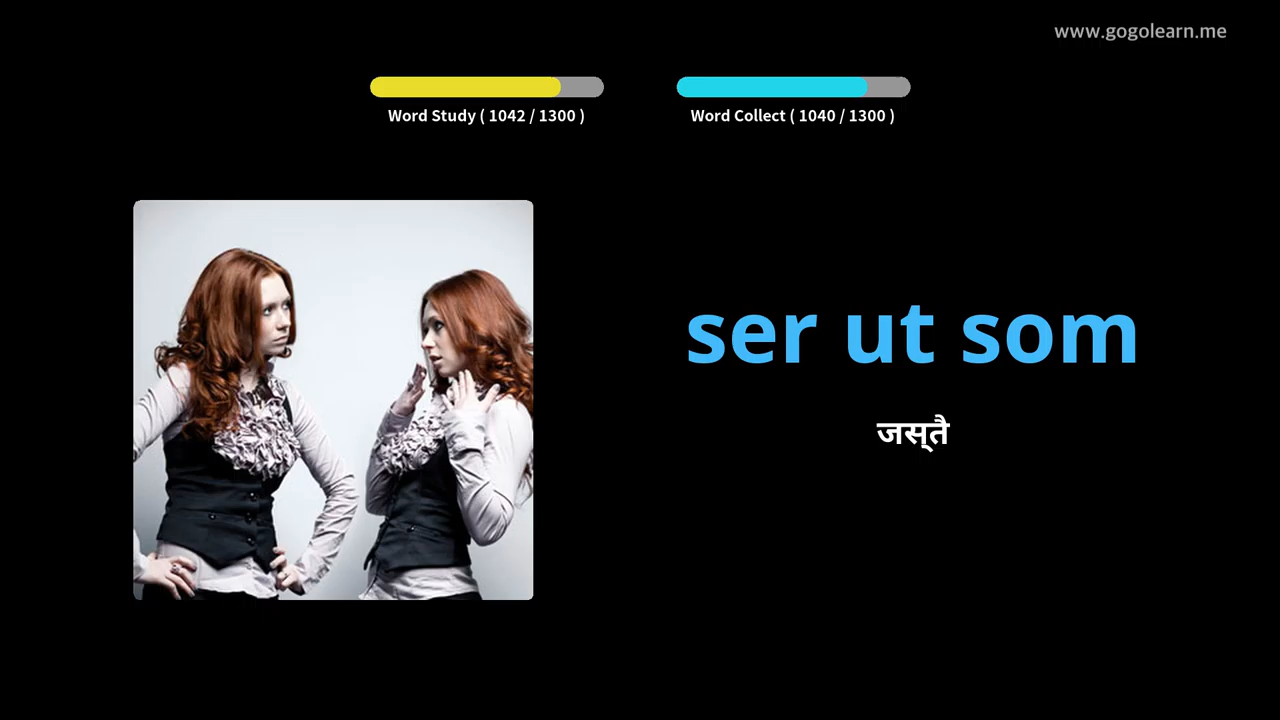 www.gogolearn.me
Word Study ( 1042 / 1300 )
Word Collect ( 1040 / 1300 )
ser ut som
जस्तै